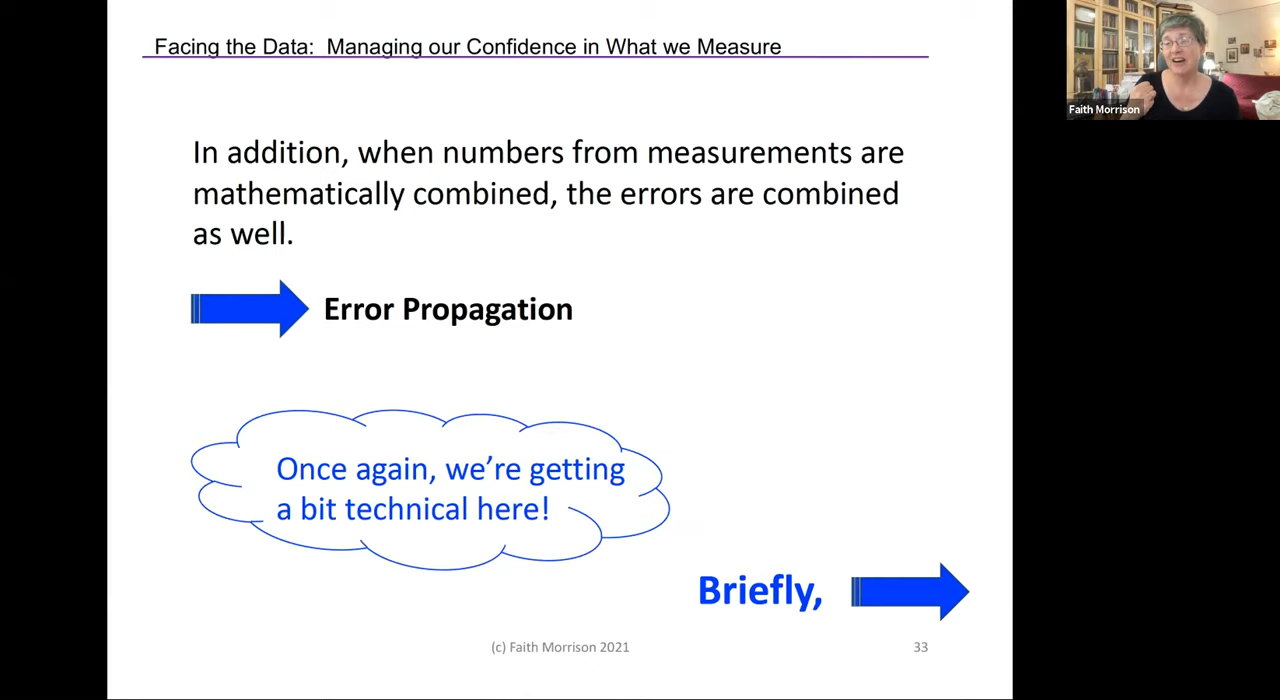 Facing the Data: Managing our Confidence in What we Measure
Faith Morrison
In addition, when numbers from measurements are
mathematically combined, the errors are combined
as well.
Error Propagation
Once again, we’re getting
a bit technical here!
Briefly,
(c) Faith Morrison 2021
33